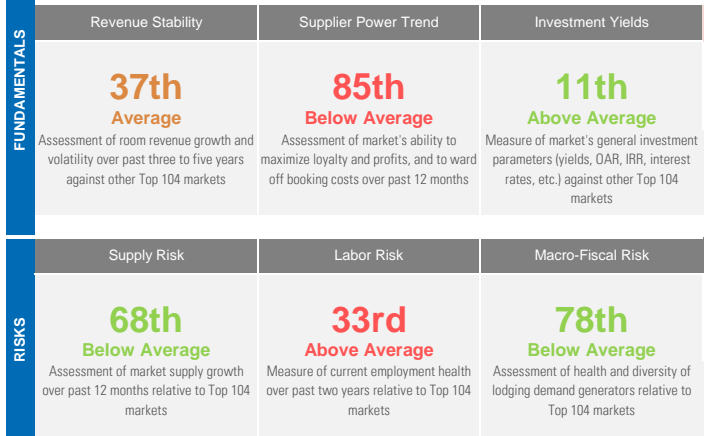 FUNDAMENTALS
Revenue Stability
37th
Average
Assessment of room revenue growth and
volatility over past three to five years
against other Top 104 markets
Supplier Power Trend
85th
Below Average
Assessment of market's ability to
maximize loyalty and profits, and to ward
off booking costs over past 12 months
Investment Yields
11th
Above Average
Measure of market's general investment
parameters (yields, OAR, IRR, interest
rates, etc.) against other Top 104
markets
RISKS
Supply Risk
68th
Below Average
Assessment of market supply growth
over past 12 months relative to Top 104
markets
Labor Risk
33rd
Above Average
Measure of current employment health
over past two years relative to Top 104
markets
Macro-Fiscal Risk
78th
Below Average
Assessment of health and diversity of
lodging demand generators relative to
Top 104 markets